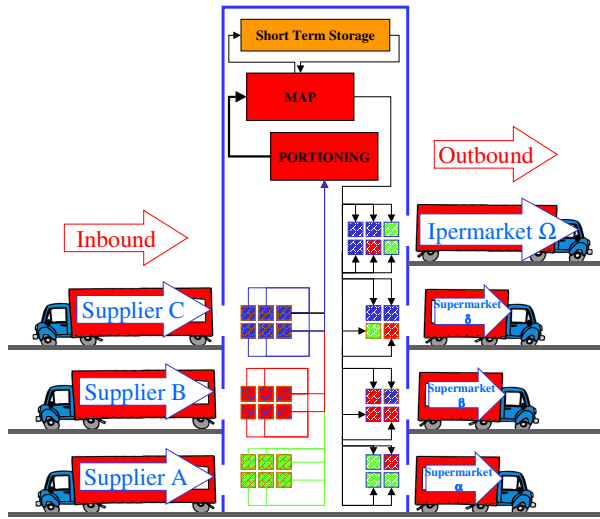 Short Term Storage
MAP
PORTIONING
Outbound
Inbound
Ipermarket Ω
Supplier C
Supermarket
δ
Supplier B
Supermarket
β
Supplier A
Supermarket
α